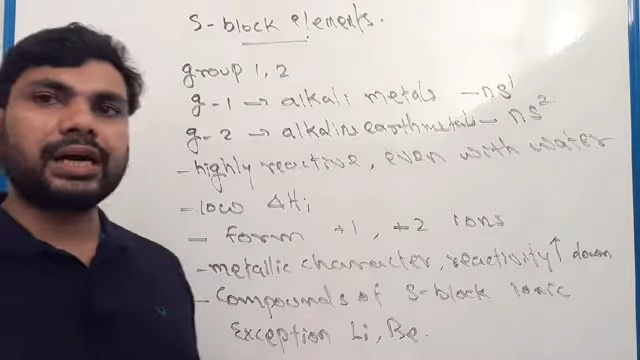 s-block elements.
group 1, 2
g-1 → alkali metals - ns¹
g-2 → alkaline earth metals - ns²
- highly reactive, even with water
- low ΔHi
- form +1, +2 ions
- metallic character, reactivity ↑ down
- compounds of s-block ionic
exception Li, Be.